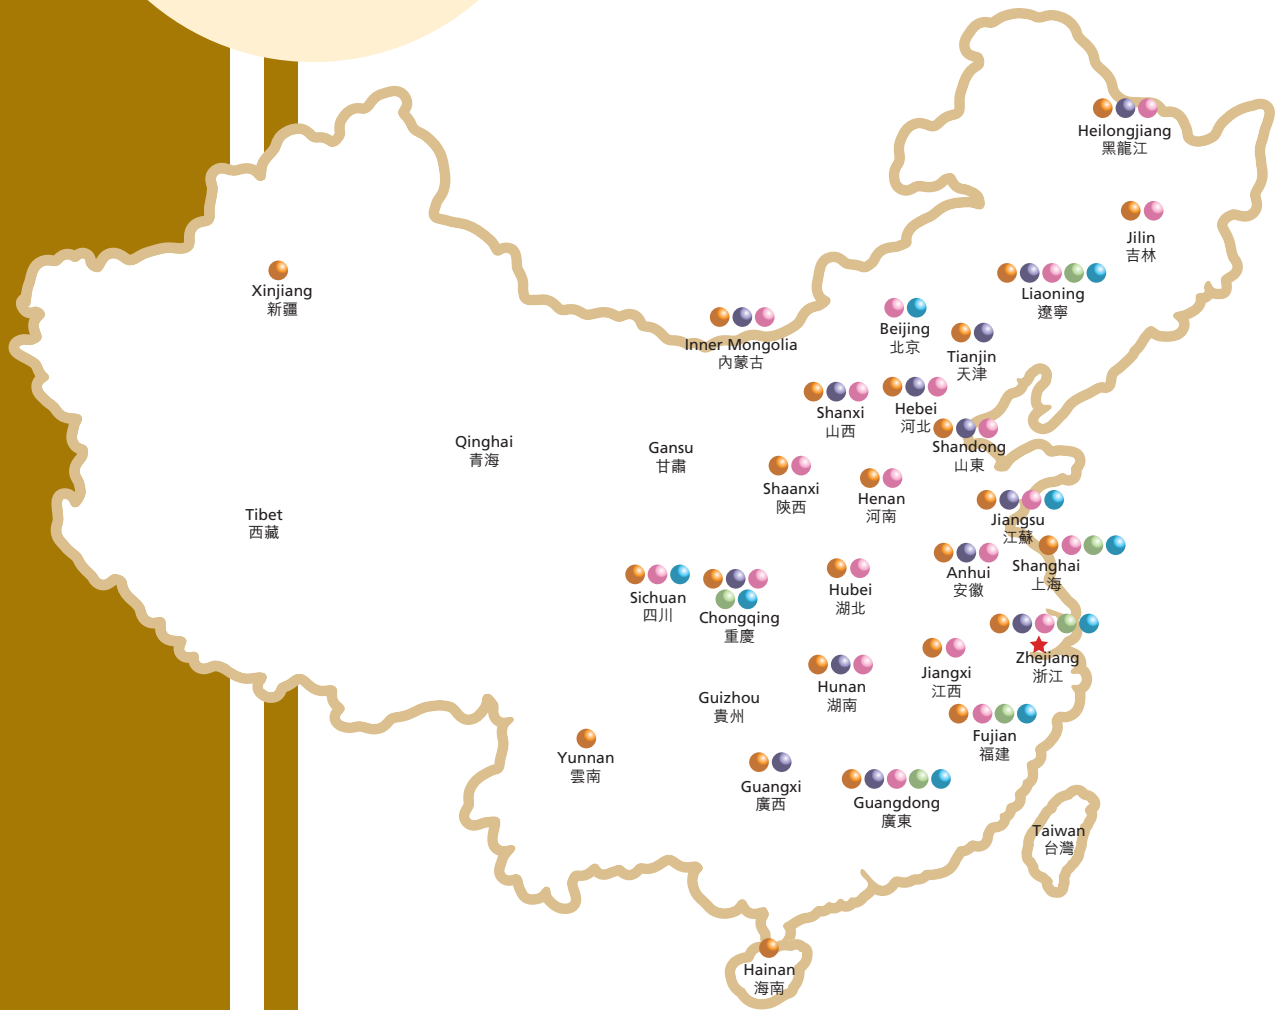 Heilongjiang
黑龍江
Jilin
吉林
Xinjiang
新疆
Liaoning
遼寧
Inner Mongolia
內蒙古
Beijing
北京
Tianjin
天津
Shanxi
山西
Hebei
河北
Shandong
山東
Qinghai
青海
Gansu
甘肅
Shaanxi
陝西
Henan
河南
Tibet
西藏
Jiangsu
江蘇
Shanghai
上海
Anhui
安徽
Sichuan
四川
Chongqing
重慶
Hubei
湖北
Zhejiang
浙江
Jiangxi
江西
Hunan
湖南
Guizhou
貴州
Fujian
福建
Yunnan
雲南
Guangxi
廣西
Guangdong
廣東
Taiwan
台灣
Hainan
海南